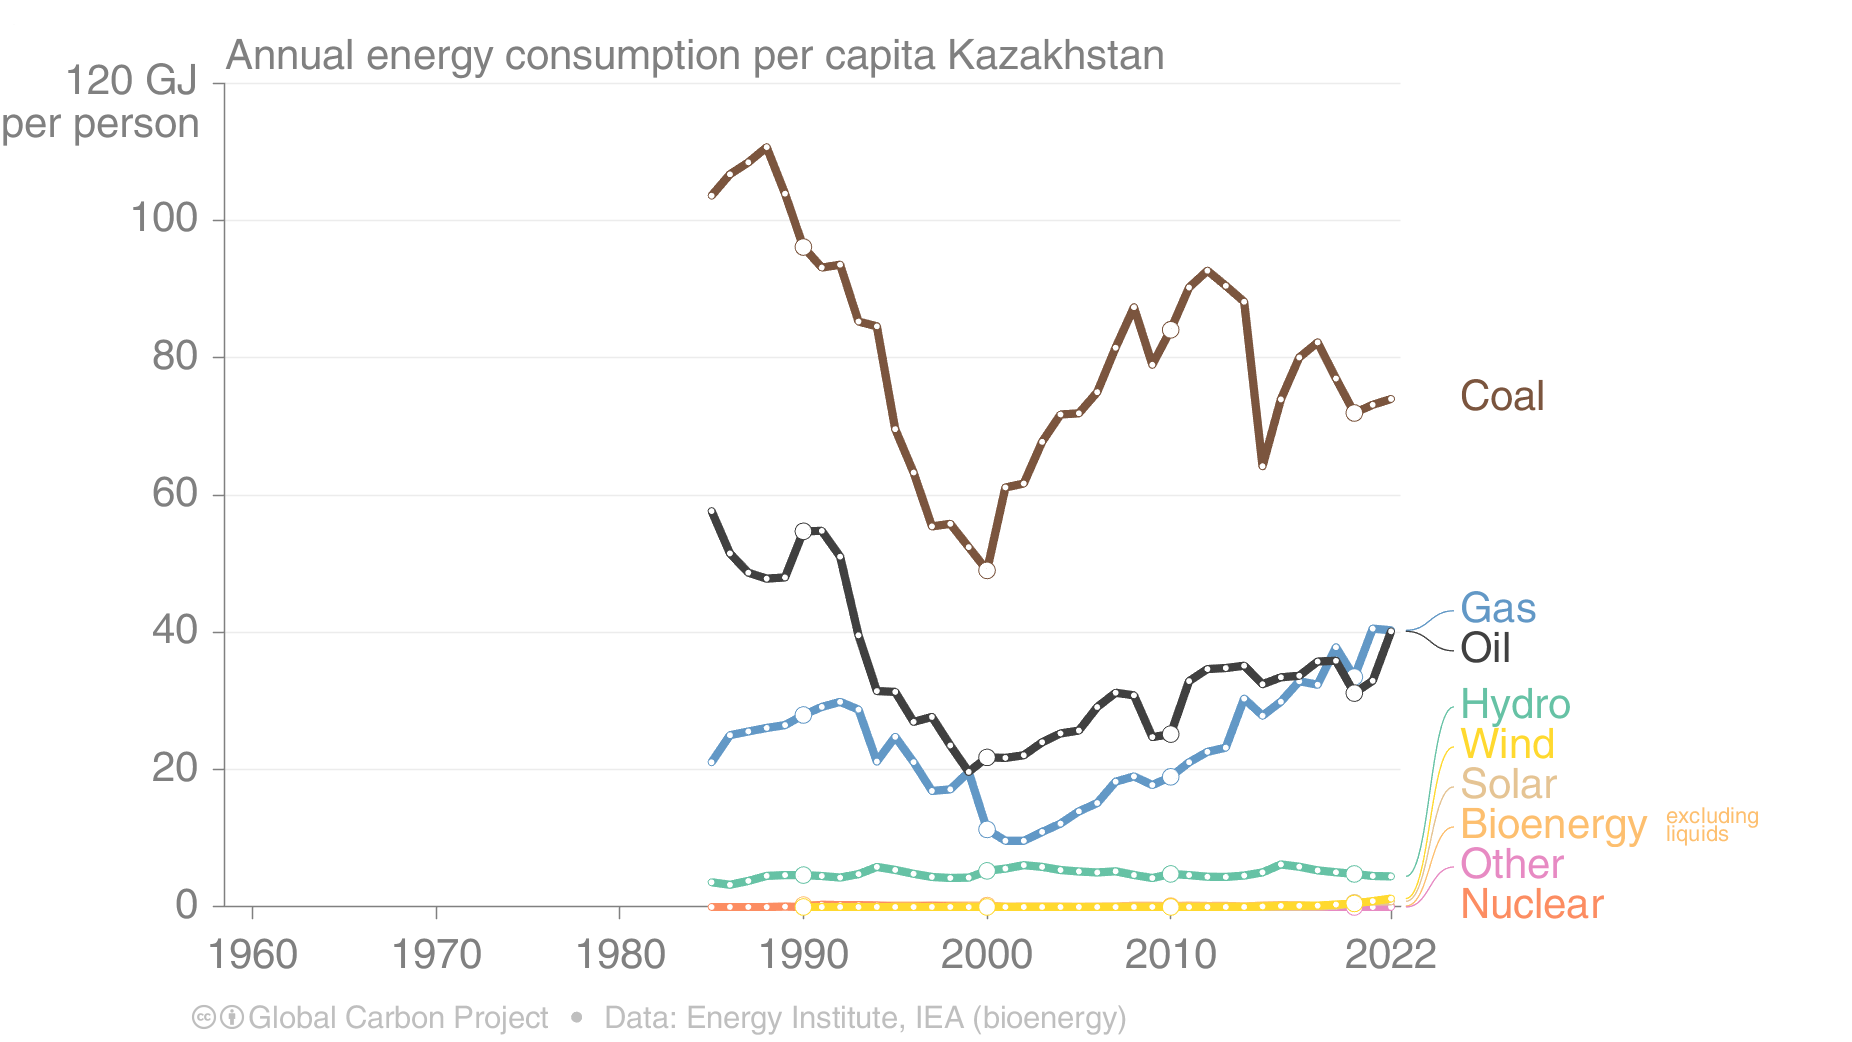 Annual energy consumption per capita Kazakhstan
120 GJ
per person
100
80
60
40
20
0
Coal
Gas
Oil
Hydro
Wind
Solar
Bioenergy excluding
liquids
Other
Nuclear
1960 1970 1980 1990 2000 2010 2022
cc Global Carbon Project • Data: Energy Institute, IEA (bioenergy)